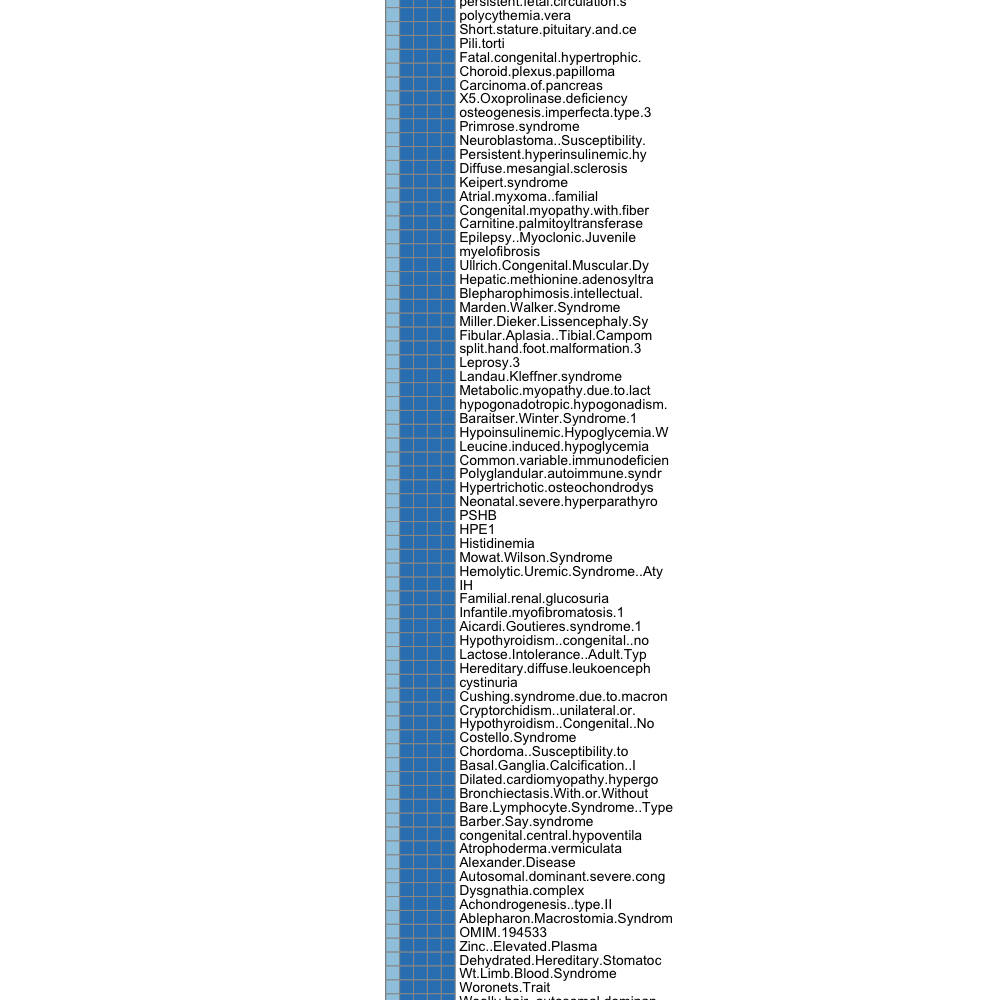 persistent.fetal.circulation.s
polycythemia.vera
Short.stature.pituitary.and.ce
Pili.torti
Fatal.congenital.hypertrophic.
Choroid.plexus.papilloma
Carcinoma.of.pancreas
X5.Oxoprolinase.deficiency
osteogenesis.imperfecta.type.3
Primrose.syndrome
Neuroblastoma..Susceptibility.
Persistent.hyperinsulinemic.hy
Diffuse.mesangial.sclerosis
Keipert.syndrome
Atrial.myxoma..familial
Congenital.myopathy.with.fiber
Carnitine.palmitoyltransferase
Epilepsy..Myoclonic.Juvenile
myelofibrosis
Ullrich.Congenital.Muscular.Dy
Hepatic.methionine.adenosyltra
Blepharophimosis.intellectual.
Marden.Walker.Syndrome
Miller.Dieker.Lissencephaly.Sy
Fibular.Aplasia..Tibial.Campom
split.hand.foot.malformation.3
Leprosy.3
Landau.Kleffner.syndrome
Metabolic.myopathy.due.to.lact
hypogonadotropic.hypogonadism.
Baraitser.Winter.Syndrome.1
Hypoinsulinemic.Hypoglycemia.W
Leucine.induced.hypoglycemia
Common.variable.immunodeficien
Polyglandular.autoimmune.syndr
Hypertrichotic.osteochondrodys
Neonatal.severe.hyperparathyro
PSHB
HPE1
Histidinemia
Mowat.Wilson.Syndrome
Hemolytic.Uremic.Syndrome..Aty
IH
Familial.renal.glucosuria
Infantile.myofibromatosis.1
Aicardi.Goutieres.syndrome.1
Hypothyroidism..congenital..no
Lactose.Intolerance..Adult.Typ
Hereditary.diffuse.leukoenceph
cystinuria
Cushing.syndrome.due.to.macron
Cryptorchidism..unilateral.or.
Hypothyroidism..Congenital..No
Costello.Syndrome
Chordoma..Susceptibility.to
Basal.Ganglia.Calcification..I
Dilated.cardiomyopathy.hypergo
Bronchiectasis.With.or.Without
Bare.Lymphocyte.Syndrome..Type
Barber.Say.syndrome
congenital.central.hypoventila
Atrophoderma.vermiculata
Alexander.Disease
Autosomal.dominant.severe.cong
Dysgnathia.complex
Achondrogenesis..type.II
Ablepharon.Macrostomia.Syndrom
OMIM.194533
Zinc..Elevated.Plasma
Dehydrated.Hereditary.Stomatoc
Wt.Limb.Blood.Syndrome
Woronets.Trait
Woolly.hair..autosomal.dominan